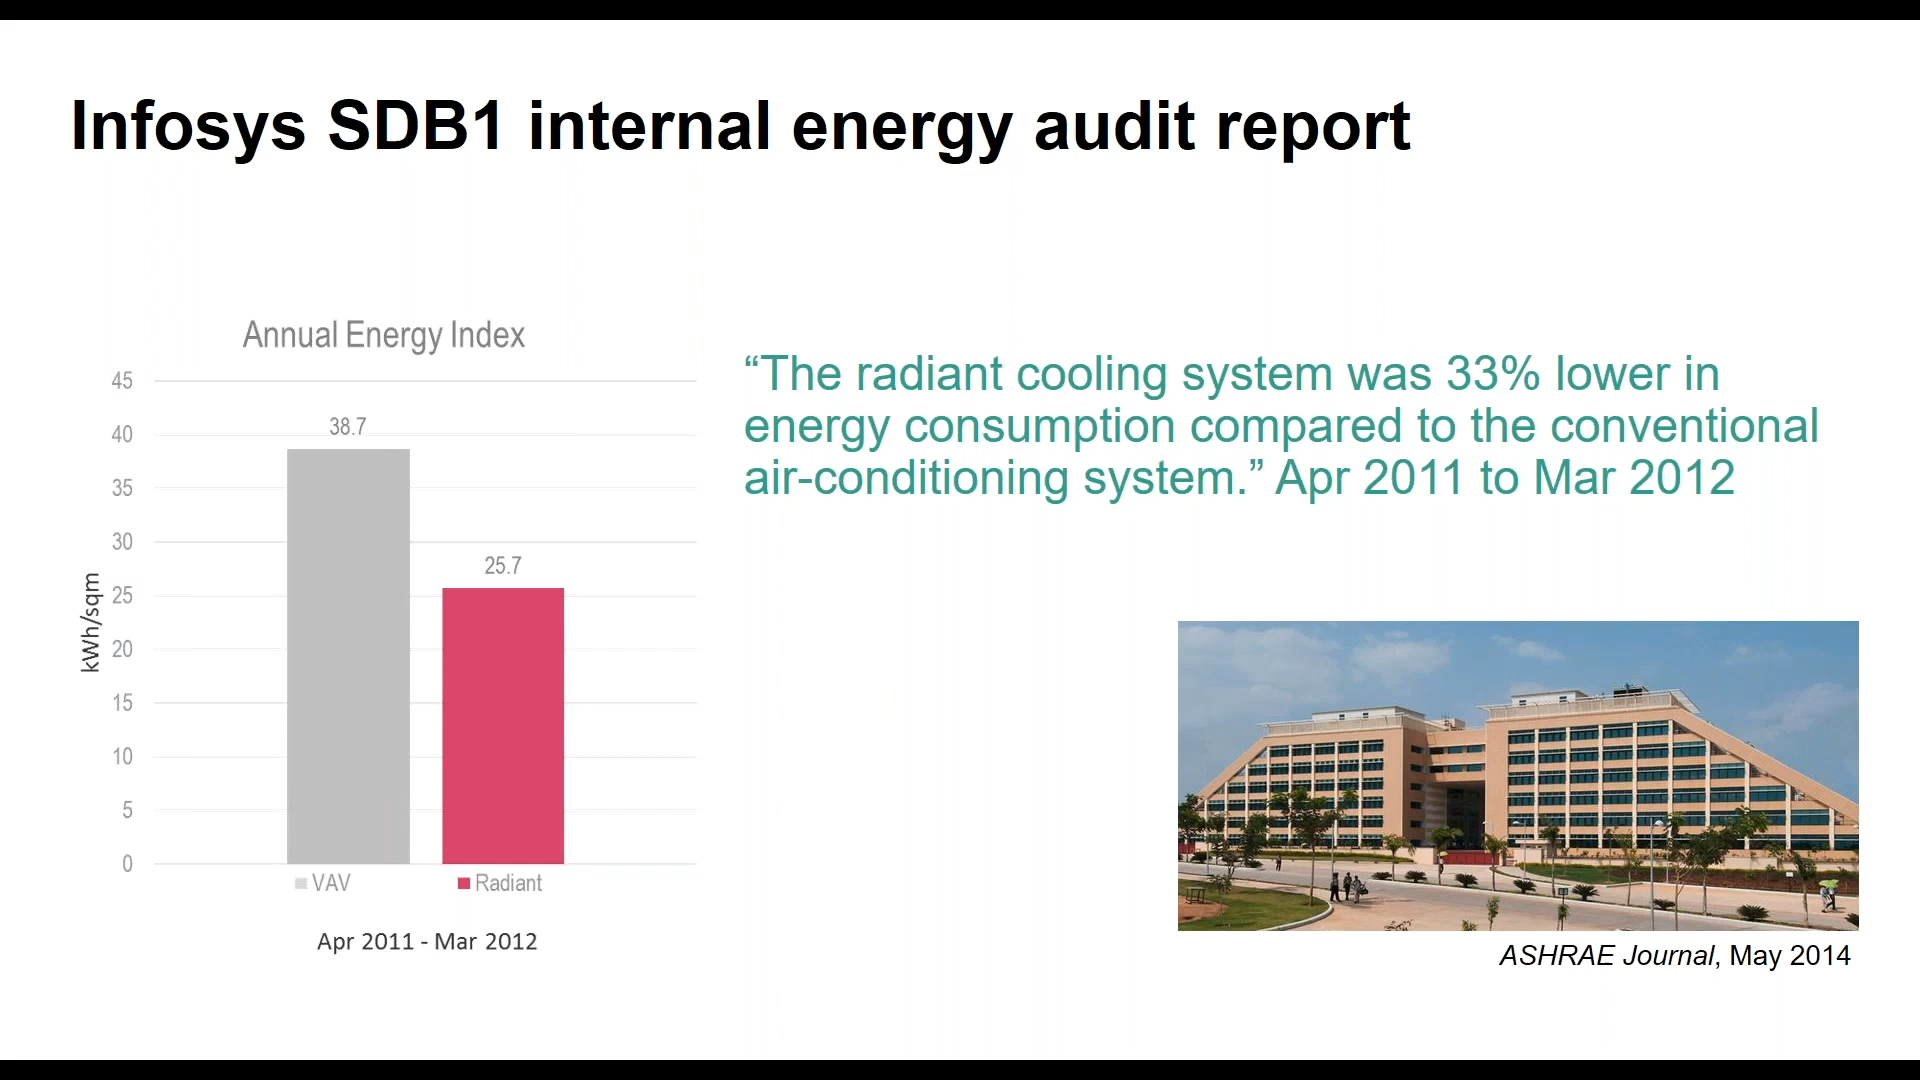 Infosys SDB1 internal energy audit report
Annual Energy Index
45
40
35
30
25
20
15
10
5
0
kWh/sqm
38.7
25.7
VAV
Radiant
Apr 2011 - Mar 2012
“The radiant cooling system was 33% lower in
energy consumption compared to the conventional
air-conditioning system.” Apr 2011 to Mar 2012
ASHRAE Journal, May 2014